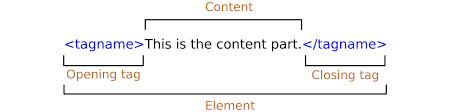 Content
<tagname>This is the content part.</tagname>
Opening tag
Closing tag
Element